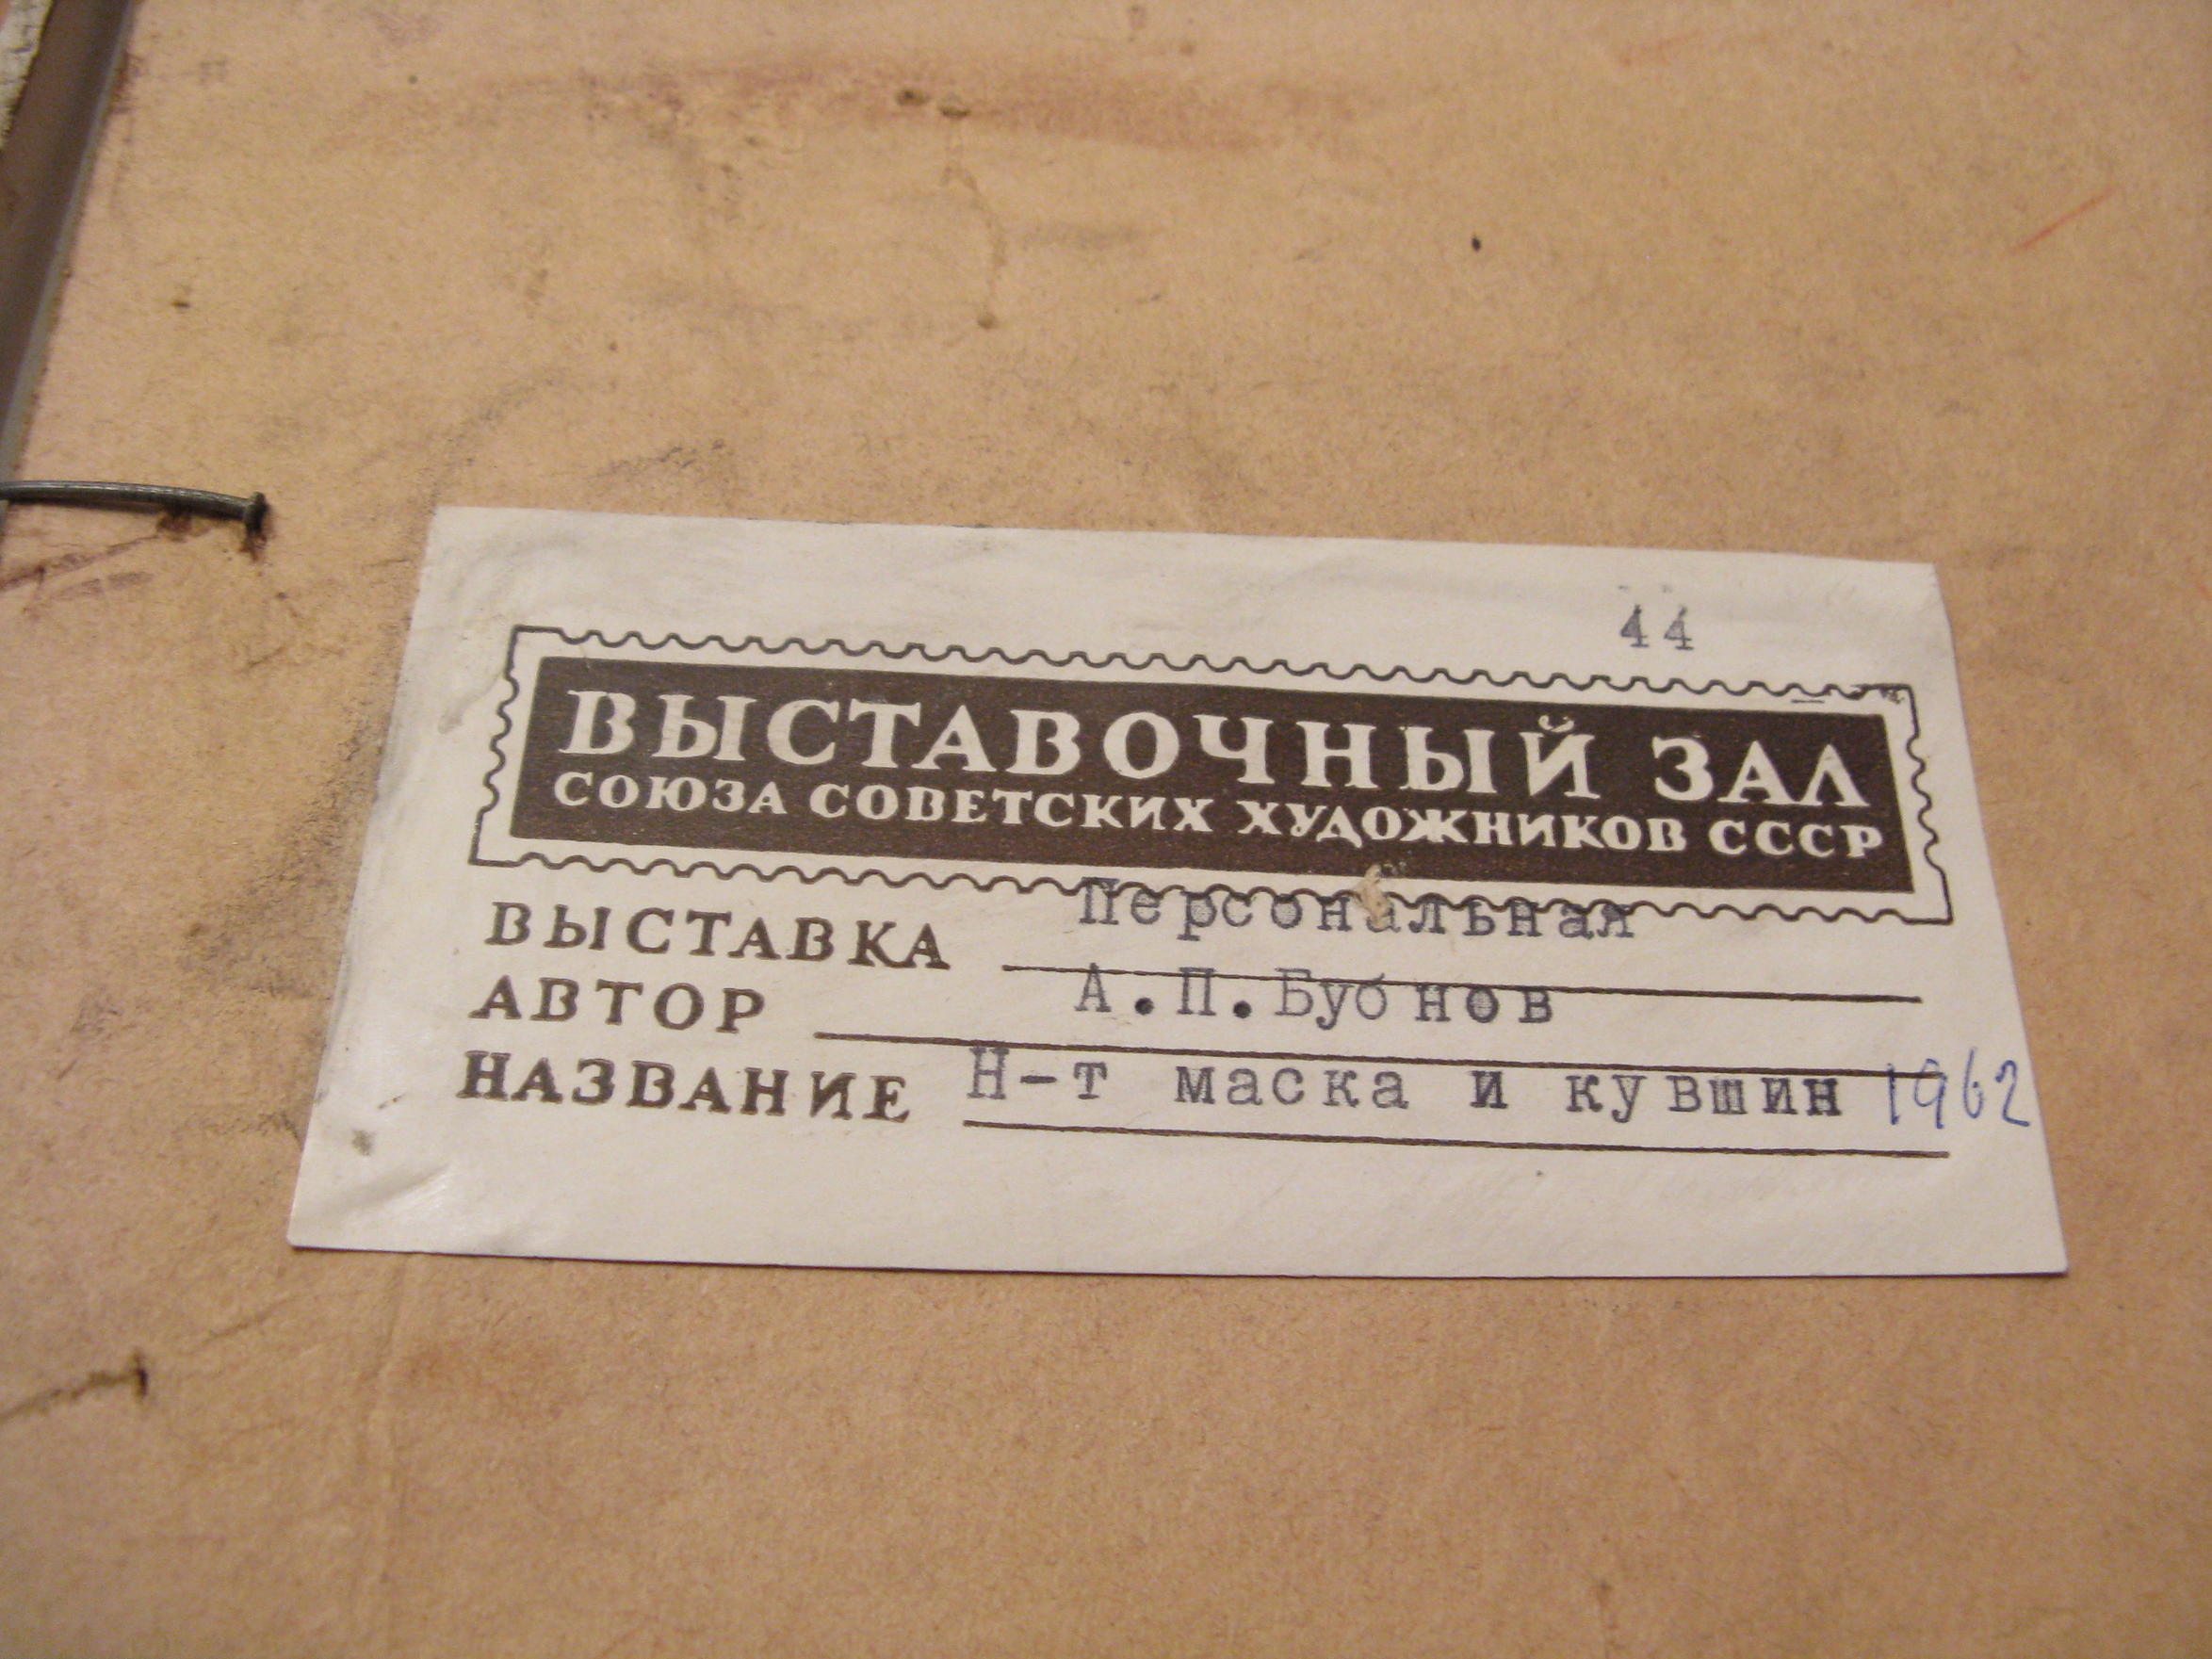 44
ВЫСТАВОЧНЫЙ ЗАЛ
СОЮЗА СОВЕТСКИХ ХУДОЖНИКОВ СССР
ВЫСТАВКА Персональная
АВТОР А.П.Бубнов
НАЗВАНИЕ Н-т маска и кувшин 1962